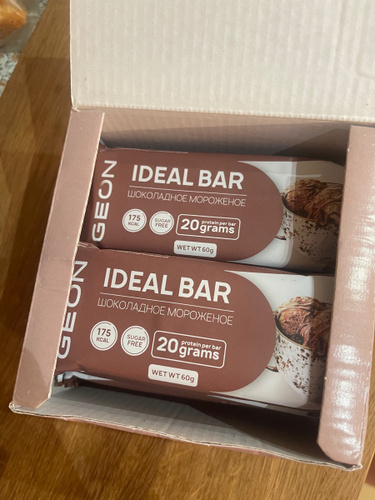 GEON
IDEAL BAR
ШОКОЛАДНОЕ МОРОЖЕНОЕ
175
KCAL
SUGAR
FREE
20 protein per bar
grams
WET WT 60g
GEON
IDEAL BAR
ШОКОЛАДНОЕ МОРОЖЕНОЕ
175
KCAL
SUGAR
FREE
20 protein per bar
grams
WET WT 60g